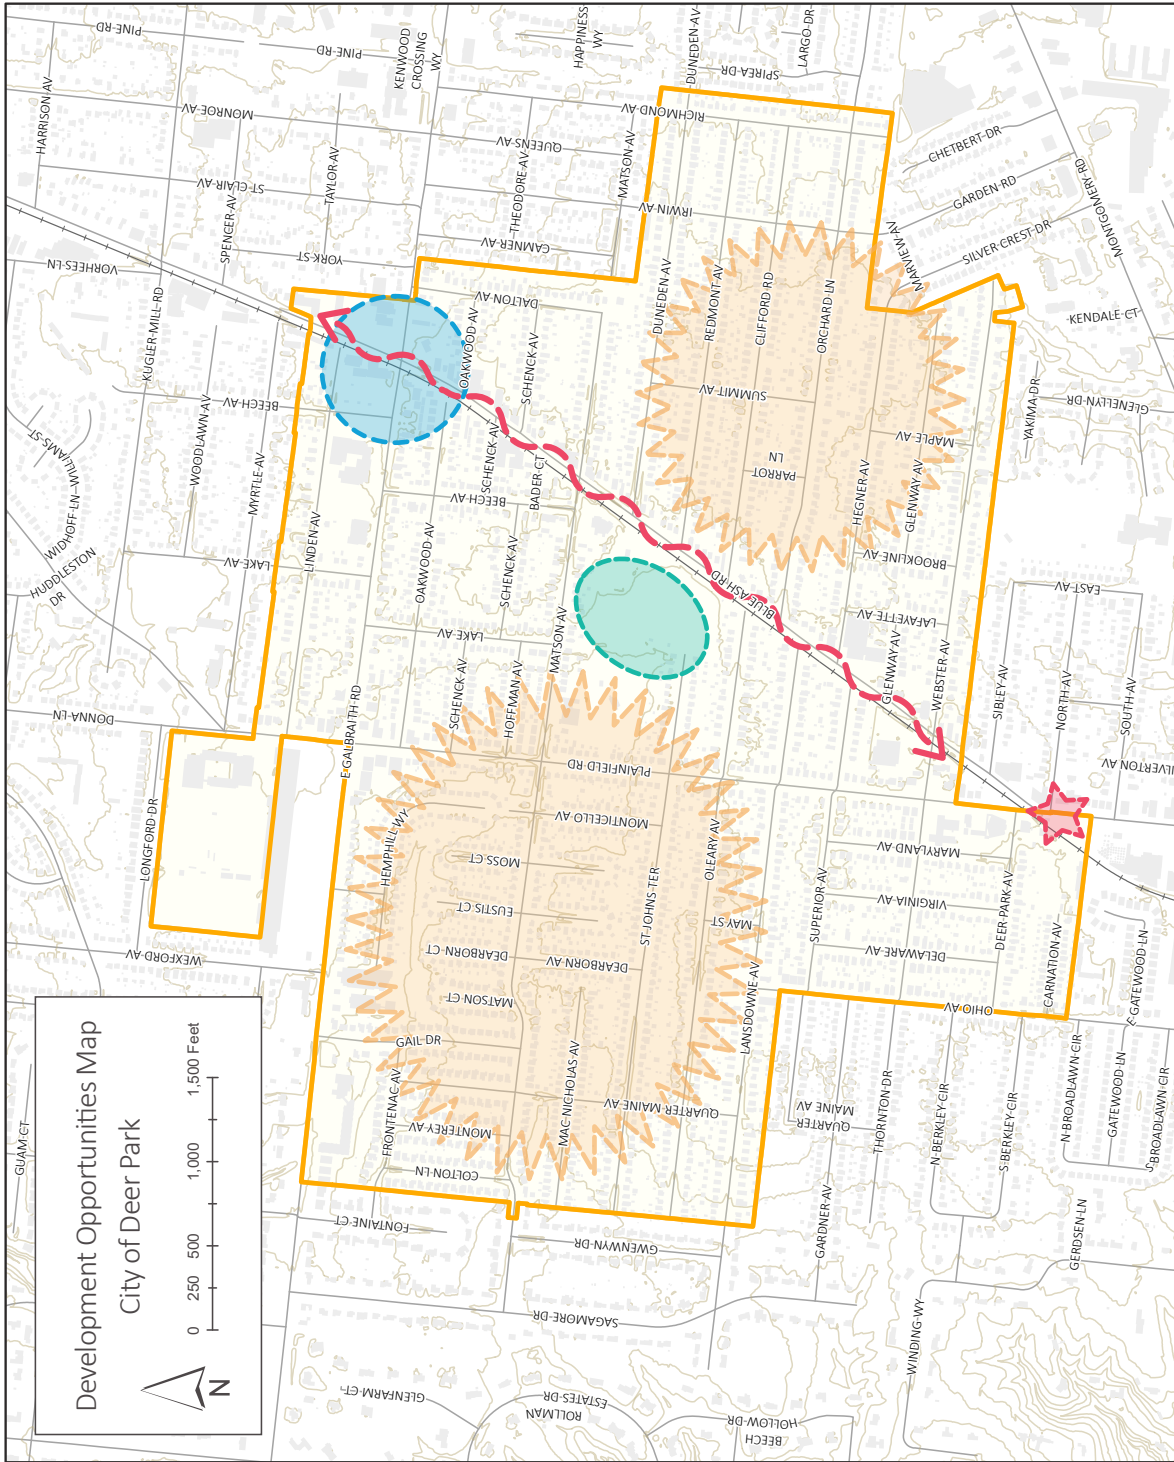 Development Opportunities Map
City of Deer Park
0
250
500
1,000
1,500 Feet
N
PINE RD
PINE RD
HARRISON AV
MONROE AV
KENWOOD
CROSSING
WY
HAPPINESS
WY
DUNEDEN AV
LARGO DR
SPIREA DR
RICHMOND AV
QUEENS AV
THEODORE AV
MATSON AV
TAYLOR AV
ST CLAIR AV
SPENCER AV
YORK ST
CAMNER AV
IRWIN AV
CHETBERT DR
GARDEN RD
MONTGOMERY RD
SILVER CREST DR
MARVIEW AV
KENDALE CT
VORHEES LN
KUGLER MILL RD
DALTON AV
OAKWOOD AV
SCHENCK AV
DUNEDEN AV
REDMONT AV
CLIFFORD RD
ORCHARD LN
SUMMIT AV
MAPLE AV
YAKIMA DR
GLENELLYN DR
WILLIAMS ST
WIDHOFF LN
WOODLAWN AV
BEECH AV
MYRTLE AV
SCHENCK AV
BADER CT
BEECH AV
PARROT
LN
HEGNER AV
GLENWAY AV
BROOKLINE AV
HUDDLESTON
DR
LAKE AV
LINDEN AV
OAKWOOD AV
SCHENCK AV
BLUE ASH RD
LAFAYETTE AV
EAST AV
LAKE AV
MATSON AV
GLENWAY AV
WEBSTER AV
SIBLEY AV
NORTH AV
SOUTH AV
DONNA LN
E GALBRAITH RD
SCHENCK AV
HOFFMAN AV
PLAINFIELD RD
SILVERTON AV
LONGFORD DR
HEMPHILL WY
MONTICELLO AV
MOSS CT
OLEARY AV
MARYLAND AV
EUSTIS CT
ST JOHNS TER
MAY ST
SUPERIOR AV
VIRGINIA AV
DEER PARK AV
WEXFORD AV
DEARBORN CT
DEARBORN AV
DELAWARE AV
CARNATION AV
E GATEWOOD LN
MATSON CT
LANSDOWNE AV
OHIO AV
GAIL DR
MAC NICHOLAS AV
N BROADLAWN CIR
GATEWOOD LN
S BROADLAWN CIR
FRONTENAC AV
QUARTER MAINE AV
QUARTER
MAINE AV
THORNTON DR
N BERKLEY CIR
S BERKLEY CIR
MONTEREY AV
COLTON LN
GUAM CT
FONTAINE CT
GWENWYN DR
GARDNER AV
GERDSEN LN
SAGAMORE DR
WINDING WY
GLENFARM CT
ROLLMAN
ESTATES DR
BEECH
HOLLOW DR